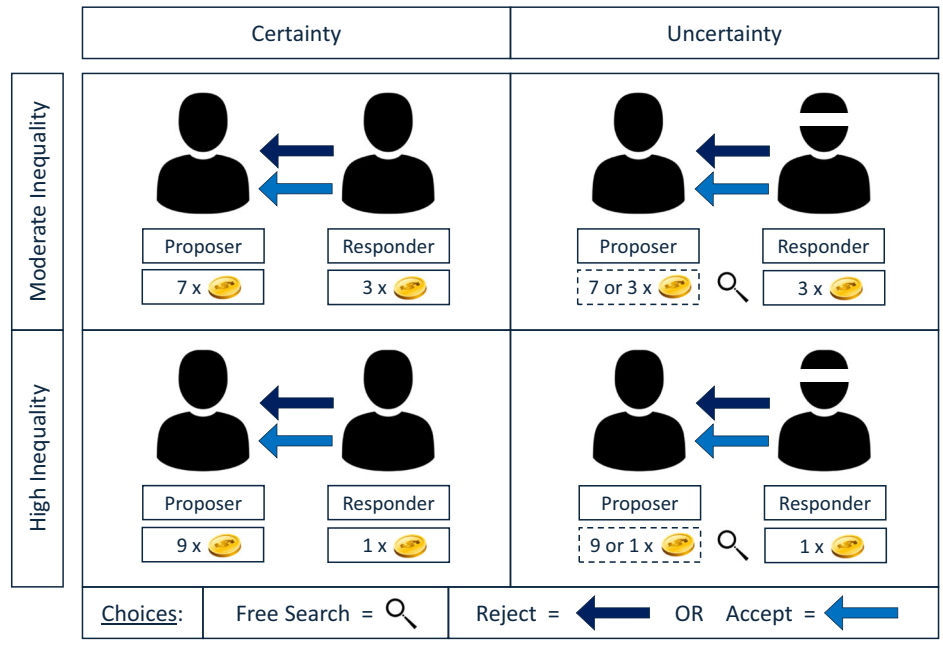 Certainty
Uncertainty
Moderate Inequality
Proposer
Responder
7 x
3 x
Proposer
Responder
7 or 3 x
3 x
High Inequality
Proposer
Responder
9 x
1 x
Proposer
Responder
9 or 1 x
1 x
Choices:
Free Search =
Reject =
OR
Accept =